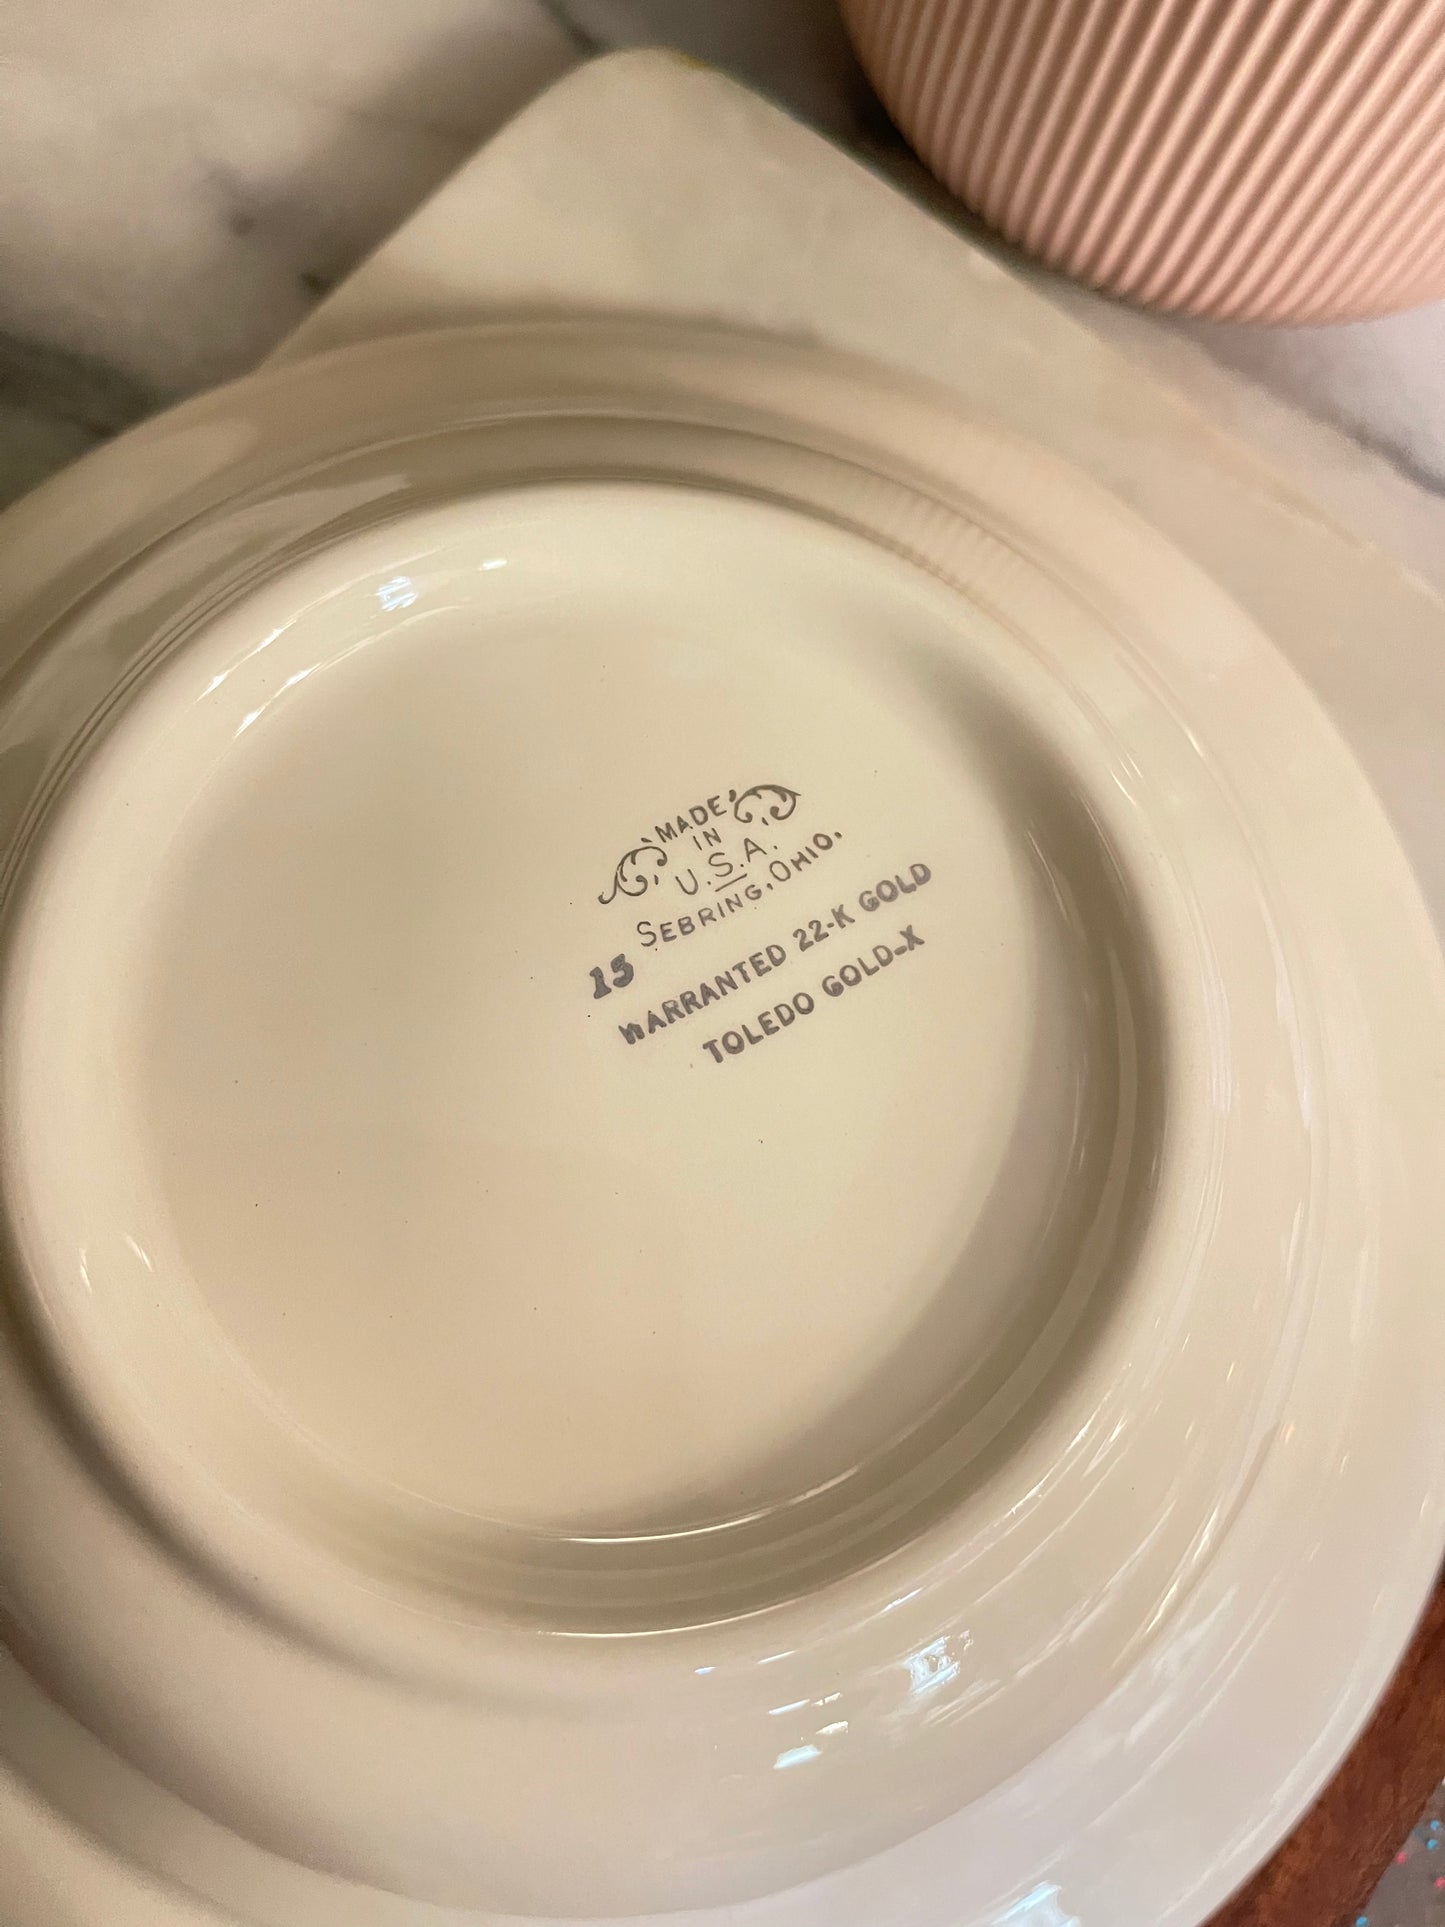 MADE
IN
U.S.A.
SEBRING, OHIO.
15
WARRANTED 22-K GOLD
TOLEDO GOLD-X